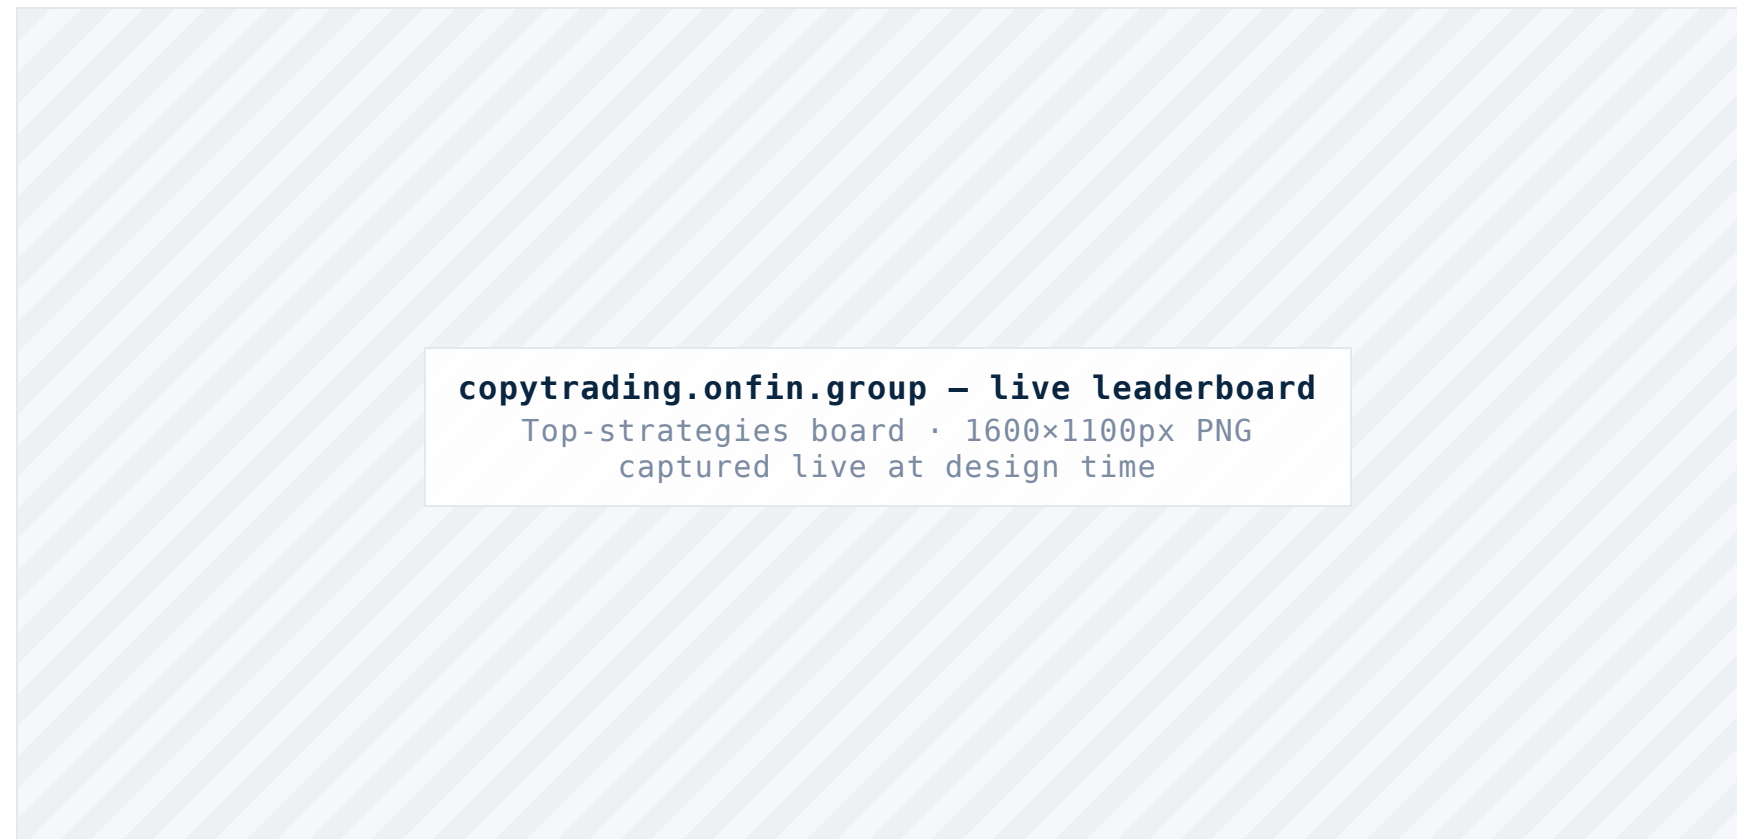 copytrading.onfin.group — live leaderboard
Top-strategies board · 1600×1100px PNG
captured live at design time